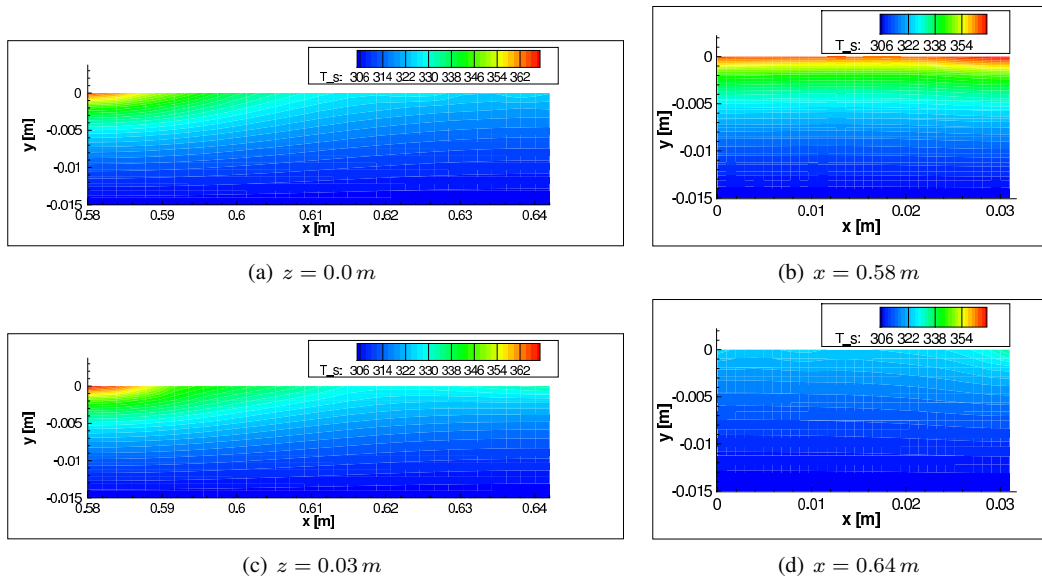 T_s: 306 314 322 330 338 346 354 362
0
-0.005
-0.01
-0.015
y [m]
0.58 0.59 0.6 0.61 0.62 0.63 0.64
x [m]
(a) z = 0.0 m
T_s:
306 322 338 354
0
-0.005
-0.01
-0.015
y [m]
0 0.01 0.02 0.03
x [m]
(b) x = 0.58 m
T_s: 306 314 322 330 338 346 354 362
0
-0.005
-0.01
-0.015
y [m]
0.58 0.59 0.6 0.61 0.62 0.63 0.64
x [m]
(c) z = 0.03 m
T_s:
306 322 338 354
0
-0.005
-0.01
-0.015
y [m]
0 0.01 0.02 0.03
x [m]
(d) x = 0.64 m